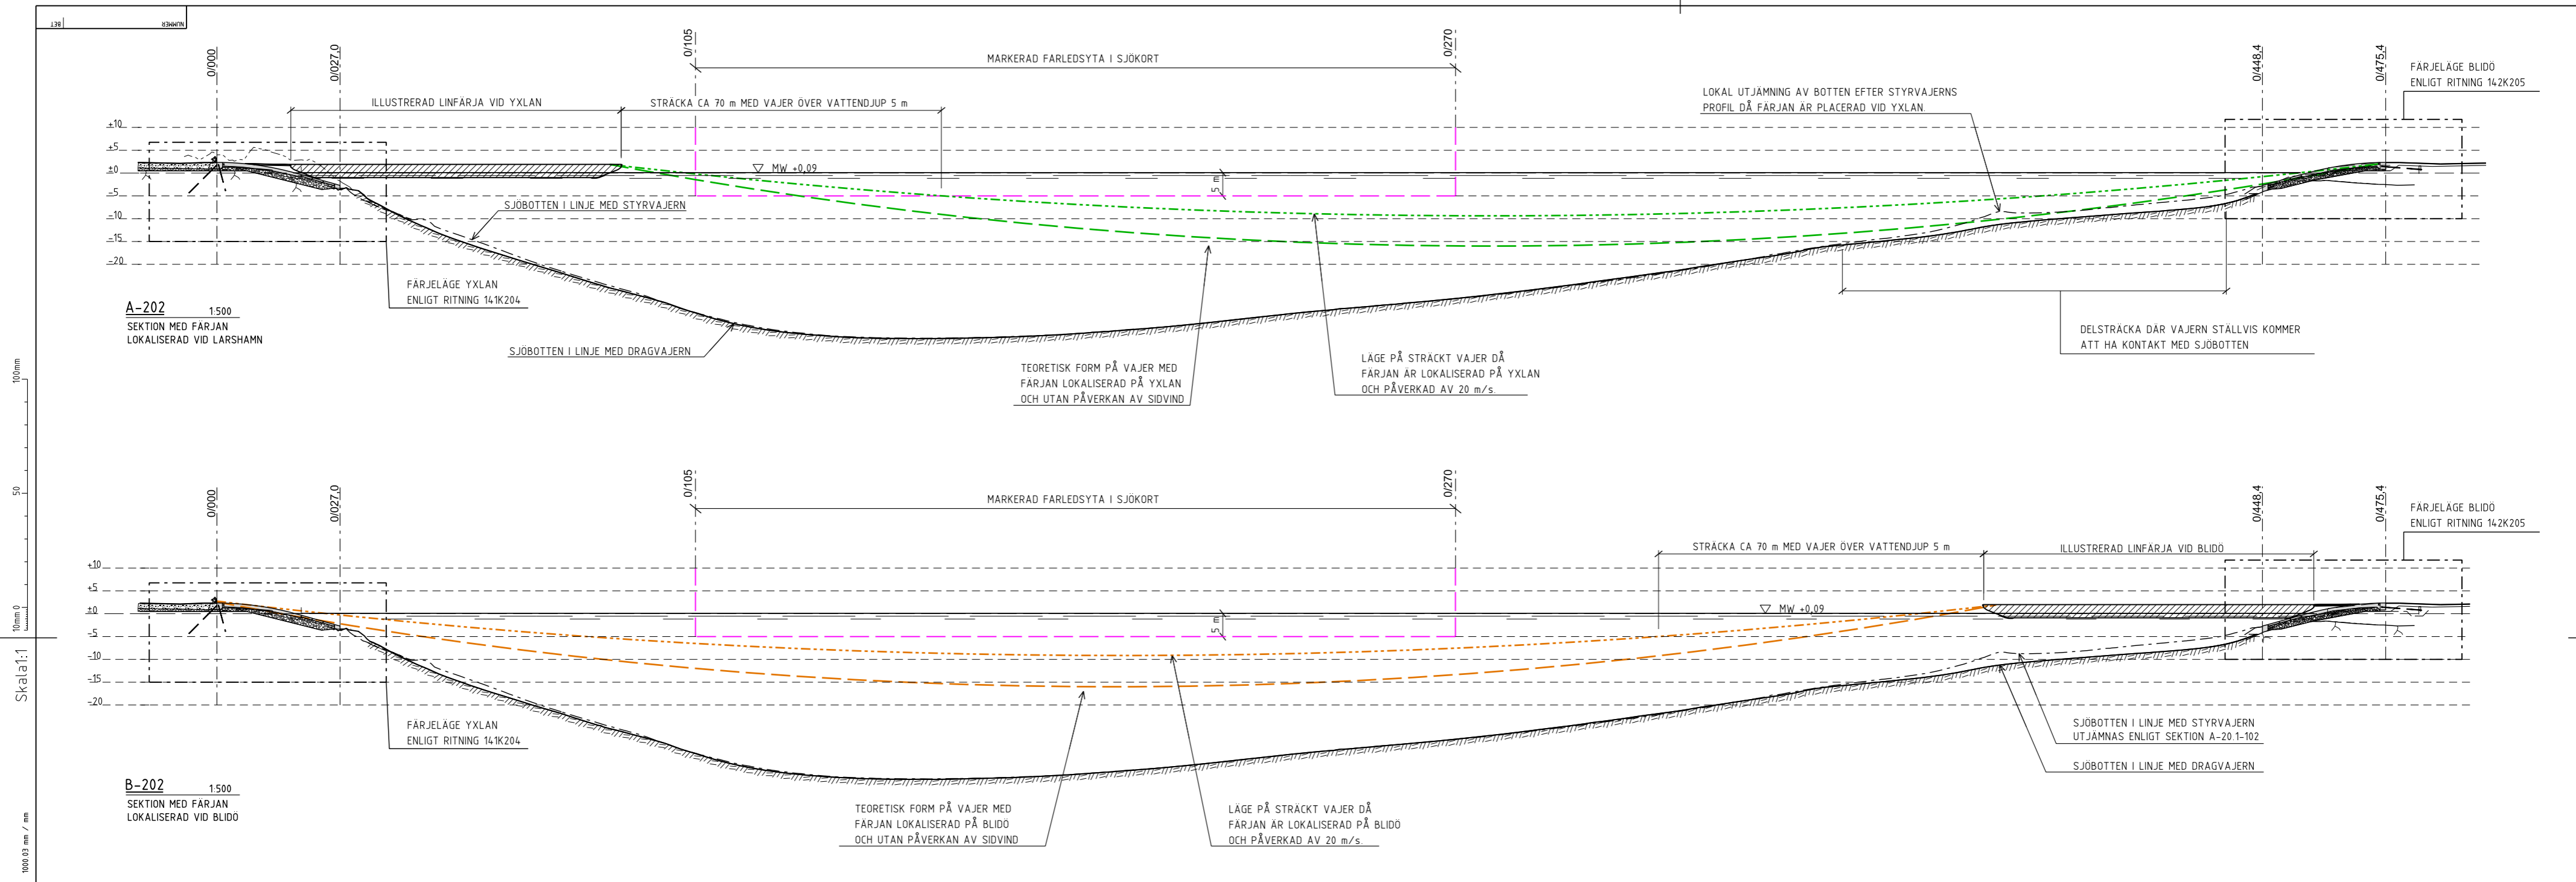 BET
NUMMER
0/000
0/027,0
0/105
MARKERAD FARLEDSYTA I SJÖKORT
0/270
0/448,4
0/475,4
FÄRJELÄGE BLIDÖ
ENLIGT RITNING 142K205
ILLUSTRERAD LINFÄRJA VID YXLAN
STRÄCKA CA 70 m MED VAJER ÖVER VATTENDJUP 5 m
LOKAL UTJÄMNING AV BOTTEN EFTER STYRVAJERNS
PROFIL DÅ FÄRJAN ÄR PLACERAD VID YXLAN.
+10
+5
±0
-5
-10
-15
-20
MW +0,09
5 m
SJÖBOTTEN I LINJE MED STYRVAJERN
FÄRJELÄGE YXLAN
ENLIGT RITNING 141K204
A-202 1:500
SEKTION MED FÄRJAN
LOKALISERAD VID LARSHAMN
SJÖBOTTEN I LINJE MED DRAGVAJERN
TEORETISK FORM PÅ VAJER MED
FÄRJAN LOKALISERAD PÅ YXLAN
OCH UTAN PÅVERKAN AV SIDVIND
LÄGE PÅ STRÄCKT VAJER DÅ
FÄRJAN ÄR LOKALISERAD PÅ YXLAN
OCH PÅVERKAD AV 20 m/s.
DELSTRÄCKA DÄR VAJERN STÄLLVIS KOMMER
ATT HA KONTAKT MED SJÖBOTTEN
0/000
0/027,0
0/105
MARKERAD FARLEDSYTA I SJÖKORT
0/270
0/448,4
0/475,4
FÄRJELÄGE BLIDÖ
ENLIGT RITNING 142K205
STRÄCKA CA 70 m MED VAJER ÖVER VATTENDJUP 5 m
ILLUSTRERAD LINFÄRJA VID BLIDÖ
+10
+5
±0
-5
-10
-15
-20
MW +0,09
5 m
FÄRJELÄGE YXLAN
ENLIGT RITNING 141K204
SJÖBOTTEN I LINJE MED STYRVAJERN
UTJÄMNAS ENLIGT SEKTION A-20.1-102
SJÖBOTTEN I LINJE MED DRAGVAJERN
B-202 1:500
SEKTION MED FÄRJAN
LOKALISERAD VID BLIDÖ
TEORETISK FORM PÅ VAJER MED
FÄRJAN LOKALISERAD PÅ BLIDÖ
OCH UTAN PÅVERKAN AV SIDVIND
LÄGE PÅ STRÄCKT VAJER DÅ
FÄRJAN ÄR LOKALISERAD PÅ BLIDÖ
OCH PÅVERKAD AV 20 m/s.
100mm
50
10mm 0
Skala1:1
1000.03 mm / mm